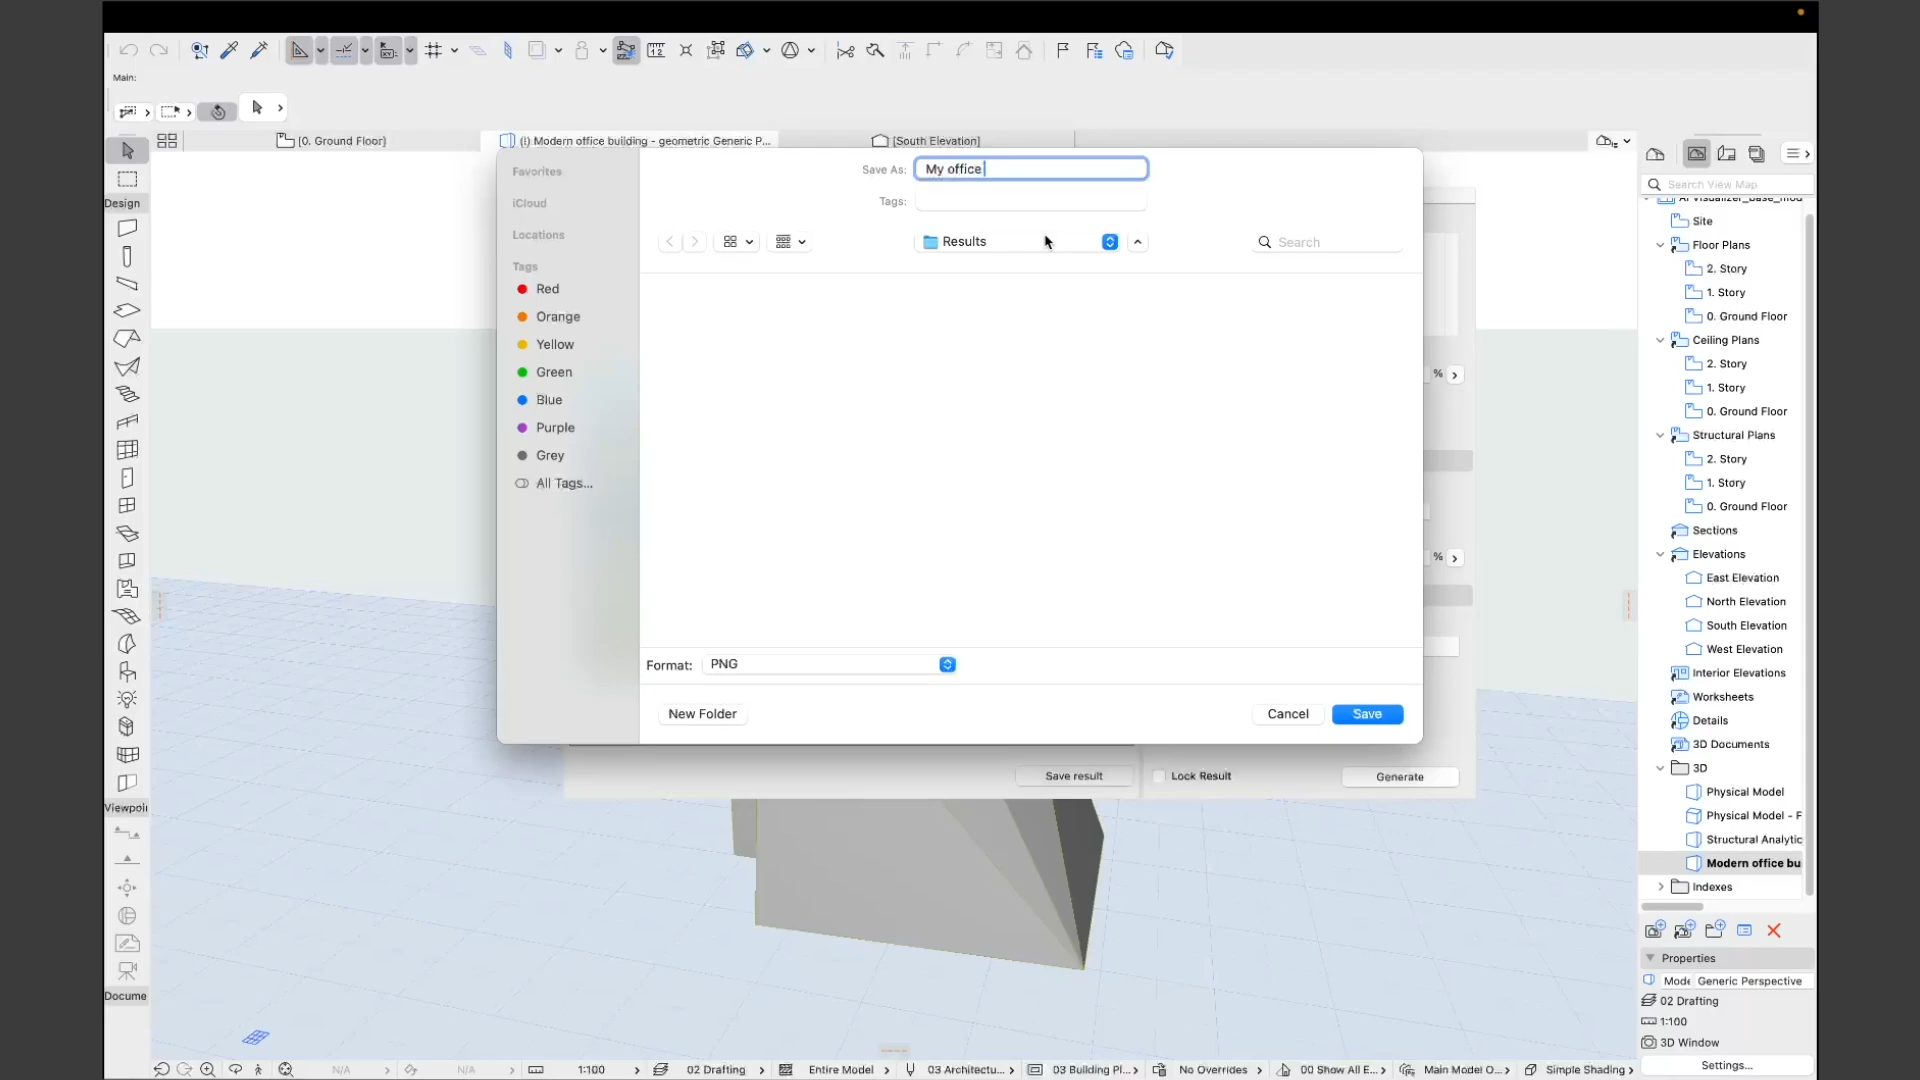 Main:
[0. Ground Floor]
(!) Modern office building - geometric Generic P...
[South Elevation]
Design
Viewpoi
Docume
Favorites
iCloud
Locations
Tags
Red
Orange
Yellow
Green
Blue
Purple
Grey
All Tags...
Save As:
My office
Tags:
Results
Search
Format:
PNG
New Folder
Cancel
Save
%
%
Save result
Lock Result
Generate
Search View Map
Site
Floor Plans
2. Story
1. Story
0. Ground Floor
Ceiling Plans
2. Story
1. Story
0. Ground Floor
Structural Plans
2. Story
1. Story
0. Ground Floor
Sections
Elevations
East Elevation
North Elevation
South Elevation
West Elevation
Interior Elevations
Worksheets
Details
3D Documents
3D
Physical Model
Physical Model - F
Structural Analytic
Modern office bu
Indexes
Properties
Mode Generic Perspective
02 Drafting
1:100
3D Window
Settings...
N/A
N/A
1:100
02 Drafting
Entire Model
03 Architectu...
03 Building Pl...
No Overrides
00 Show All E...
Main Model O...
Simple Shading